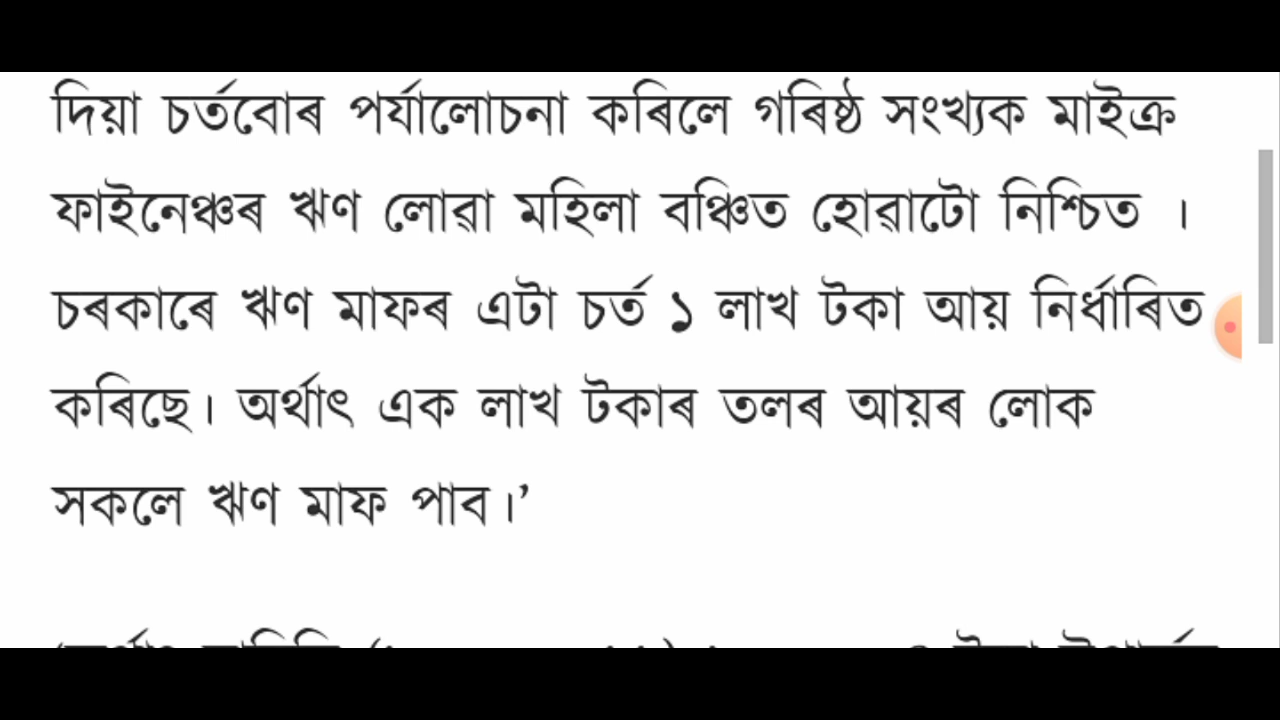 দিয়া চৰ্তবোৰ পৰ্যালোচনা কৰিলে গৰিষ্ঠ সংখ্যক মাইক্ৰ
ফাইনেঞ্চৰ ঋণ লোৱা মহিলা বঞ্চিত হোৱাটো নিশ্চিত ।
চৰকাৰে ঋণ মাফৰ এটা চৰ্ত ১ লাখ টকা আয় নিৰ্ধাৰিত
কৰিছে। অৰ্থাৎ এক লাখ টকাৰ তলৰ আয়ৰ লোক
সকলে ঋণ মাফ পাব।’